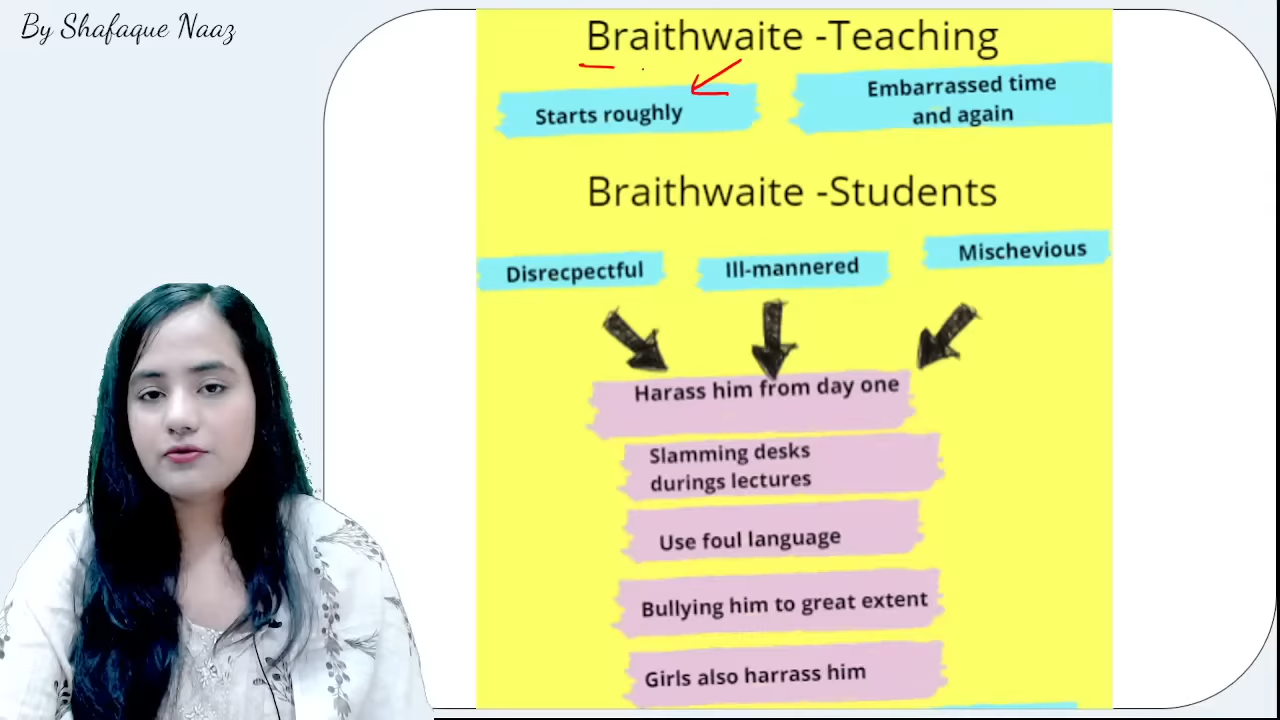 By Shafaque Naaz
Braithwaite -Teaching
Starts roughly
Embarrassed time
and again
Braithwaite -Students
Disrecpectful
Ill-mannered
Mischevious
Harass him from day one
Slamming desks
durings lectures
Use foul language
Bullying him to great extent
Girls also harrass him